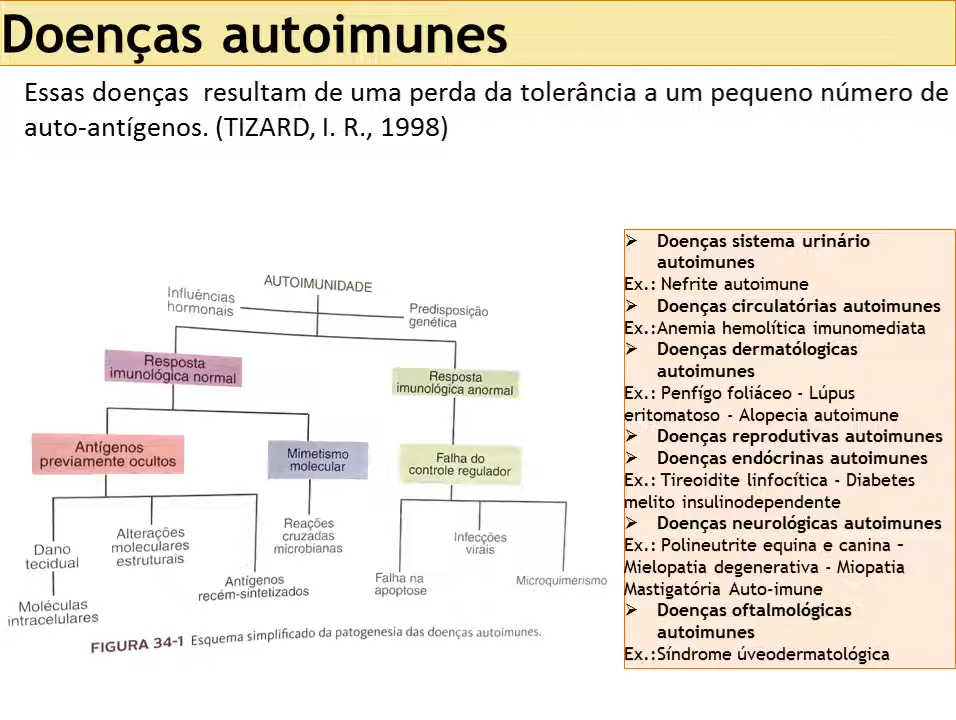 Doenças autoimunes
Essas doenças resultam de uma perda da tolerância a um pequeno número de
auto-antígenos. (TIZARD, I. R., 1998)
AUTOIMUNIDADE
Influências
hormonais
Predisposição
genética
Resposta
imunológica normal
Resposta
imunológica anormal
Antígenos
previamente ocultos
Mimetismo
molecular
Falha do
controle regulador
Dano
tecidual
Alterações
moleculares
estruturais
Antígenos
recém-sintetizados
Reações
cruzadas
microbianas
Falha na
apoptose
Infecções
virais
Microquimerismo
Moléculas
intracelulares
FIGURA 34-1 Esquema simplificado da patogenesia das doenças autoimunes.
➢ Doenças sistema urinário
autoimunes
Ex.: Nefrite autoimune
➢ Doenças circulatórias autoimunes
Ex.:Anemia hemolítica imunomediata
➢ Doenças dermatólogicas
autoimunes
Ex.: Penfígo foliáceo - Lúpus
eritomatoso - Alopecia autoimune
➢ Doenças reprodutivas autoimunes
➢ Doenças endócrinas autoimunes
Ex.: Tireoidite linfocítica - Diabetes
melito insulinodependente
➢ Doenças neurológicas autoimunes
Ex.: Polineutrite equina e canina –
Mielopatia degenerativa - Miopatia
Mastigatória Auto-imune
➢ Doenças oftalmológicas
autoimunes
Ex.:Síndrome úveodermatológica